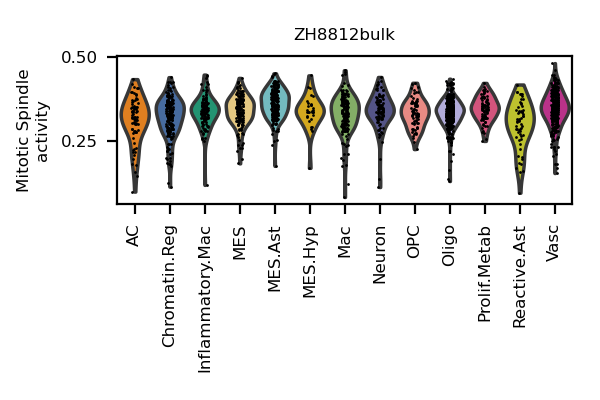 ZH8812bulk
Mitotic Spindle
activity
0.50
0.25
AC
Chromatin.Reg
Inflammatory.Mac
MES
MES.Ast
MES.Hyp
Mac
Neuron
OPC
Oligo
Prolif.Metab
Reactive.Ast
Vasc